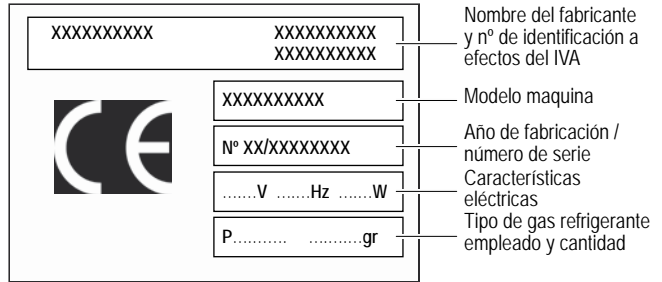 XXXXXXXXXX XXXXXXXXXX
XXXXXXXXXX
Nombre del fabricante
y nº de identificación a
efectos del IVA
CE
XXXXXXXXXX
Modelo maquina
Nº XX/XXXXXXXX
Año de fabricación /
número de serie
.......V .......Hz .......W
Características
eléctricas
P........... ...........gr
Tipo de gas refrigerante
empleado y cantidad